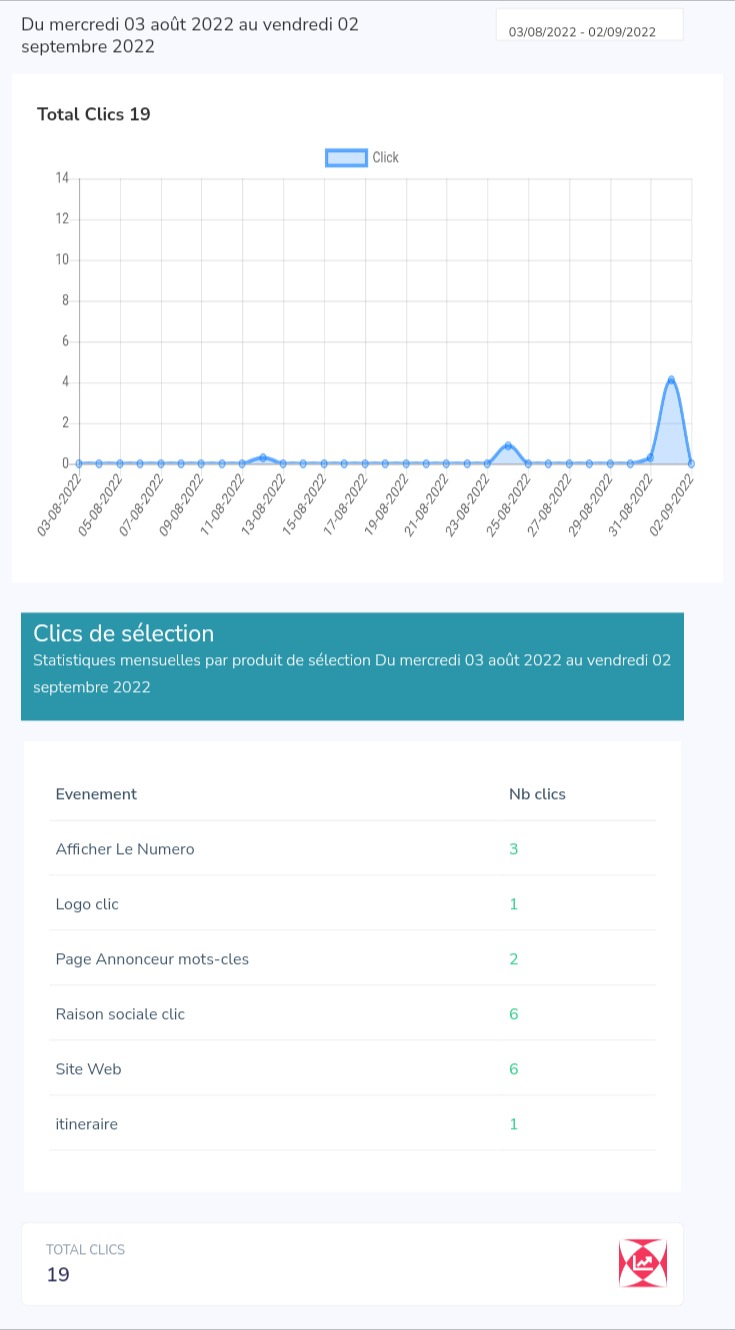 Du mercredi 03 août 2022 au vendredi 02
septembre 2022
03/08/2022 - 02/09/2022
Total Clics 19
Click
14
12
10
8
6
4
2
0
03-08-2022
05-08-2022
07-08-2022
09-08-2022
11-08-2022
13-08-2022
15-08-2022
17-08-2022
19-08-2022
21-08-2022
23-08-2022
25-08-2022
27-08-2022
29-08-2022
31-08-2022
02-09-2022
Clics de sélection
Statistiques mensuelles par produit de sélection Du mercredi 03 août 2022 au vendredi 02
septembre 2022
Evenement Nb clics
Afficher Le Numero 3
Logo clic 1
Page Annonceur mots-cles 2
Raison sociale clic 6
Site Web 6
itineraire 1
TOTAL CLICS
19